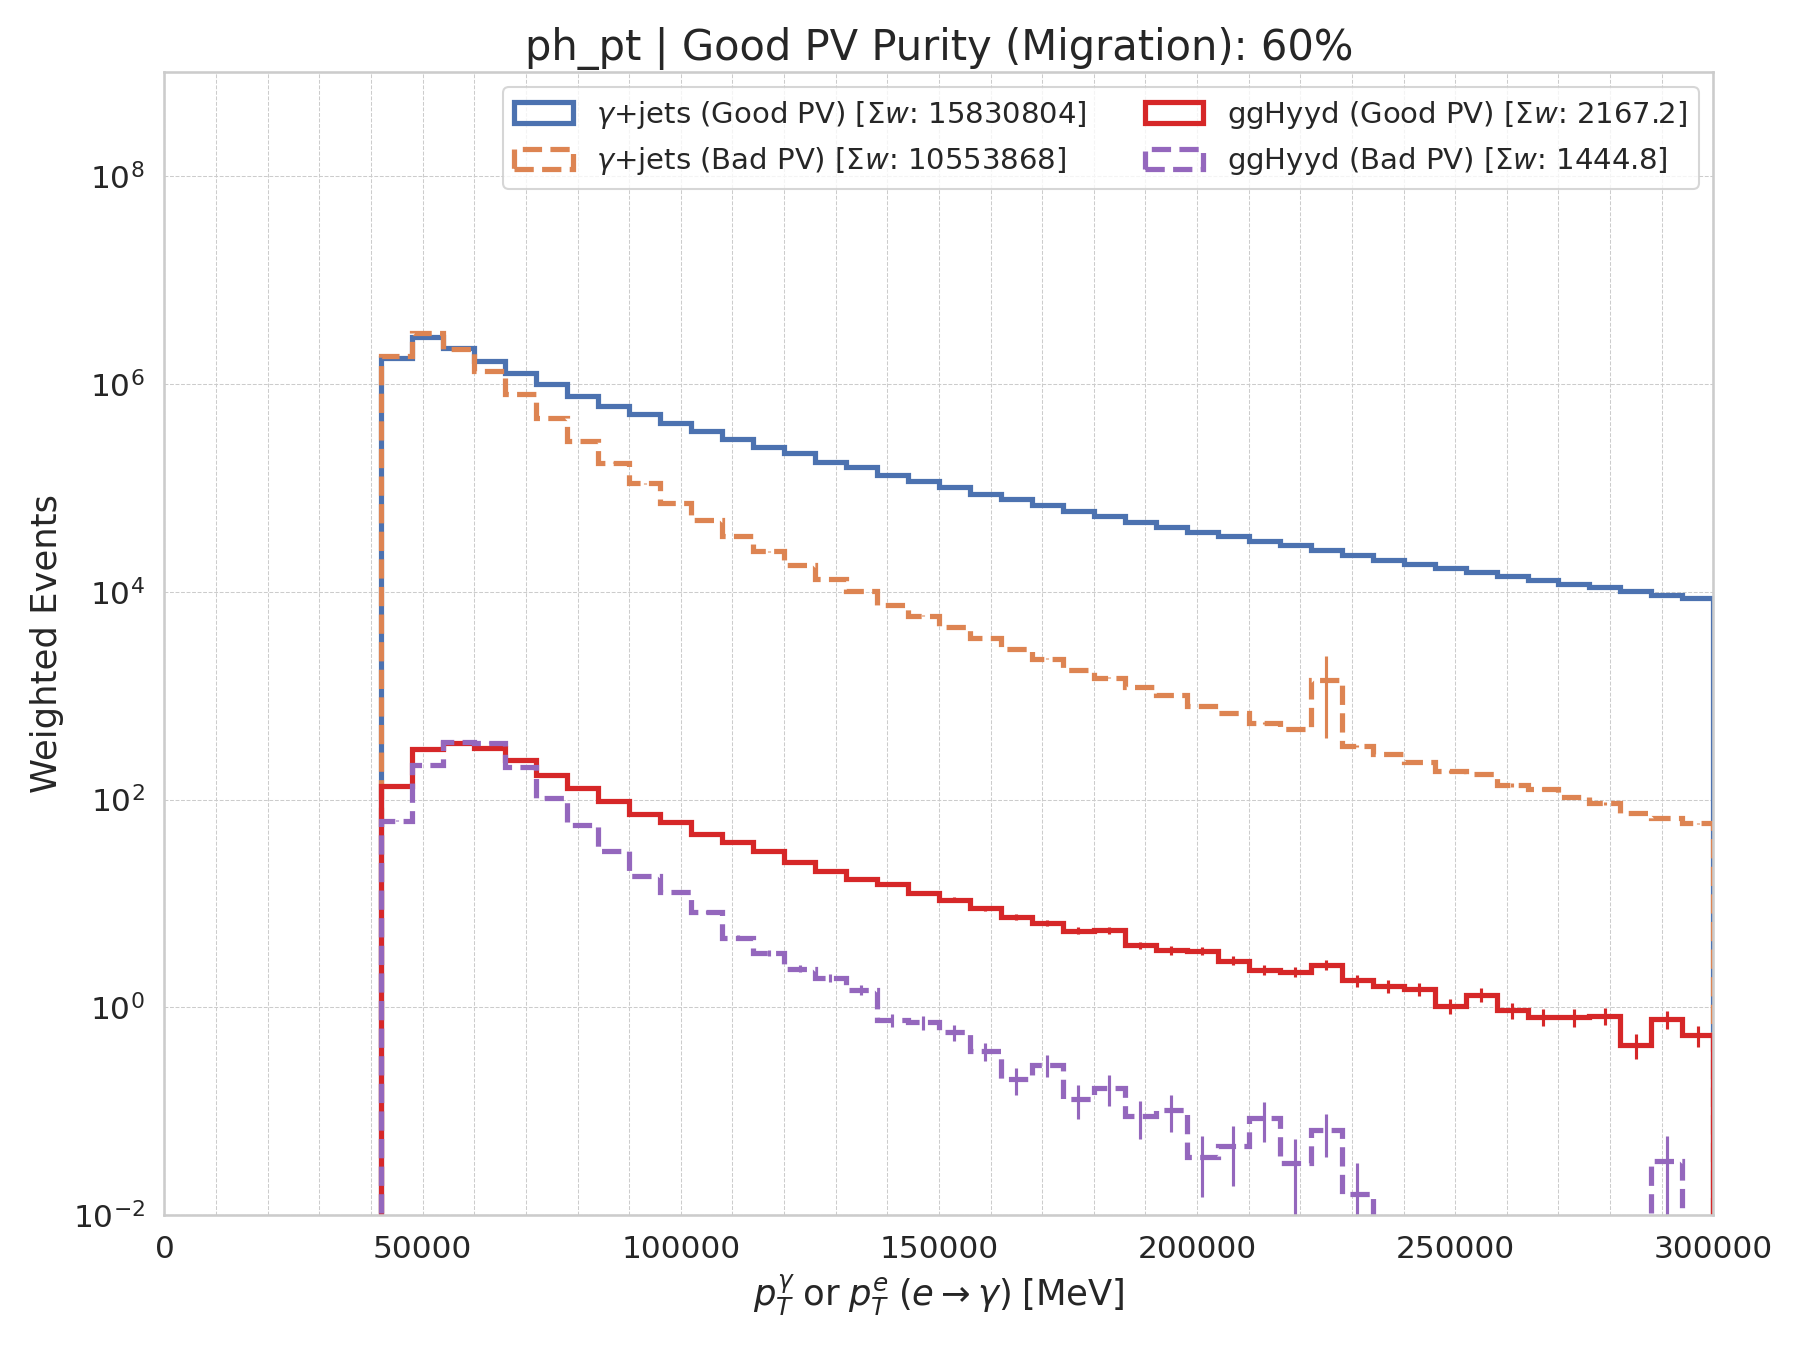 ph_pt | Good PV Purity (Migration): 60%
γ+jets (Good PV) [Σw: 15830804]
γ+jets (Bad PV) [Σw: 10553868]
ggHyyd (Good PV) [Σw: 2167.2]
ggHyyd (Bad PV) [Σw: 1444.8]
Weighted Events
10^8
10^6
10^4
10^2
10^0
10^−2
0 50000 100000 150000 200000 250000 300000
p_T^γ or p_T^e (e→γ) [MeV]